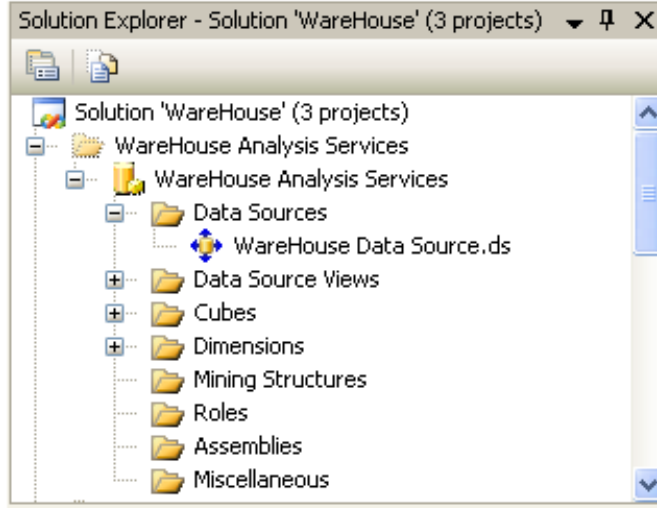 Solution Explorer - Solution 'WareHouse' (3 projects)
Solution 'WareHouse' (3 projects)
WareHouse Analysis Services
WareHouse Analysis Services
Data Sources
WareHouse Data Source.ds
Data Source Views
Cubes
Dimensions
Mining Structures
Roles
Assemblies
Miscellaneous